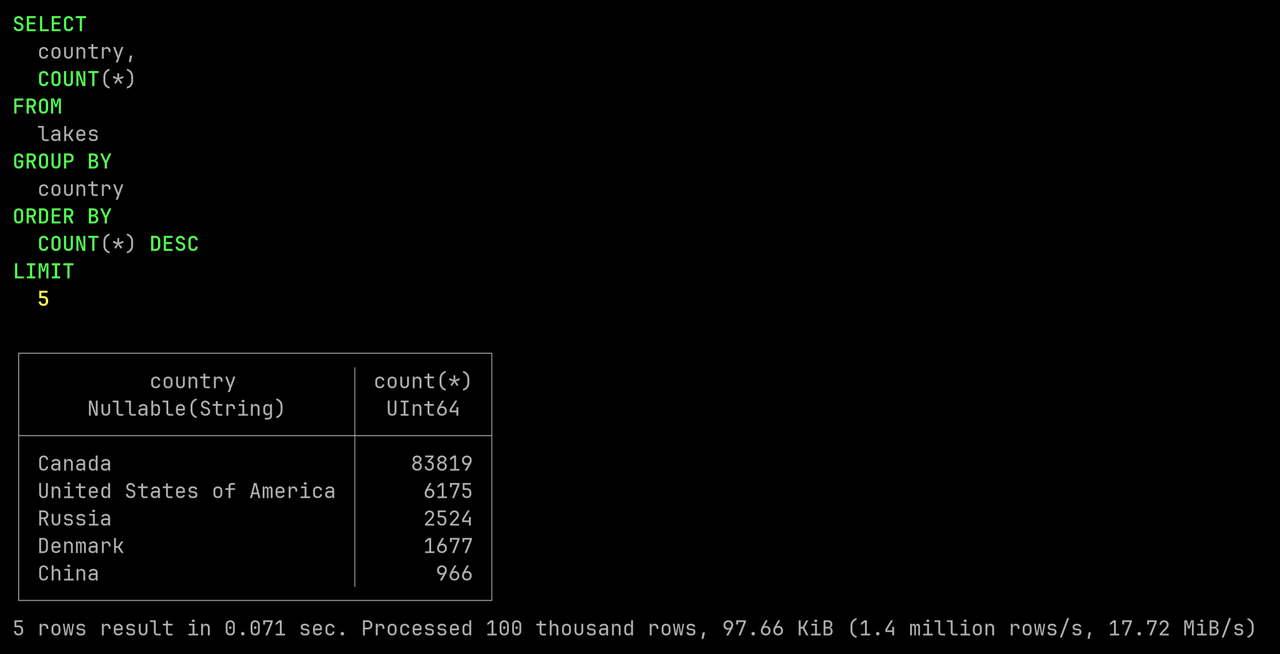 SELECT
  country,
  COUNT(*)
FROM
  lakes
GROUP BY
  country
ORDER BY
  COUNT(*) DESC
LIMIT
  5
country count(*)
Nullable(String) UInt64
Canada 83819
United States of America 6175
Russia 2524
Denmark 1677
China 966
5 rows result in 0.071 sec. Processed 100 thousand rows, 97.66 KiB (1.4 million rows/s, 17.72 MiB/s)